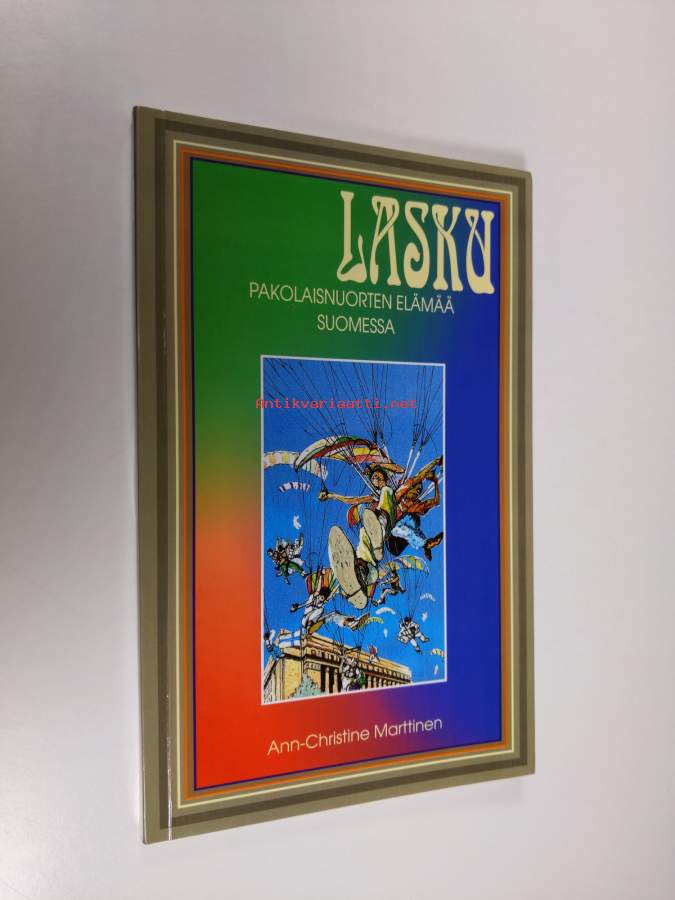 LASKU
PAKOLAISNUORTEN ELÄMÄÄ
SUOMESSA
Antikvariaatti.net
Ann-Christine Marttinen